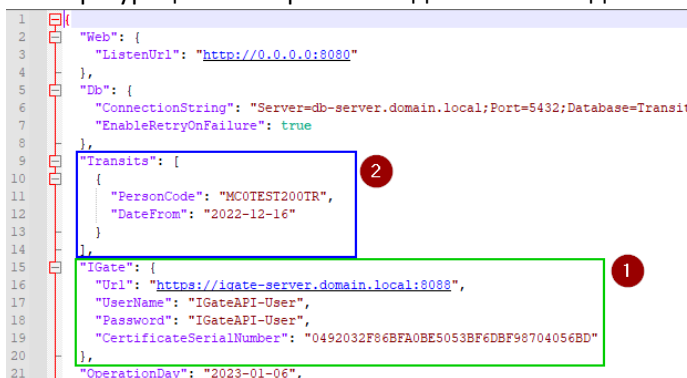 1 {
2 "Web": {
3 "ListenUrl": "http://0.0.0.0:8080"
4 },
5 "Db": {
6 "ConnectionString": "Server=db-server.domain.local;Port=5432;Database=Transit
7 "EnableRetryOnFailure": true
8 },
9 "Transits": [
10 {
11 "PersonCode": "MC0TEST200TR",
12 "DateFrom": "2022-12-16"
13 }
14 ],
2
15 "IGate": {
16 "Url": "https://igate-server.domain.local:8088",
17 "UserName": "IGateAPI-User",
18 "Password": "IGateAPI-User",
19 "CertificateSerialNumber": "0492032F86BFA0BE5053BF6DBF98704056BD"
20 },
1
21 "OperationDay": "2023-01-06",